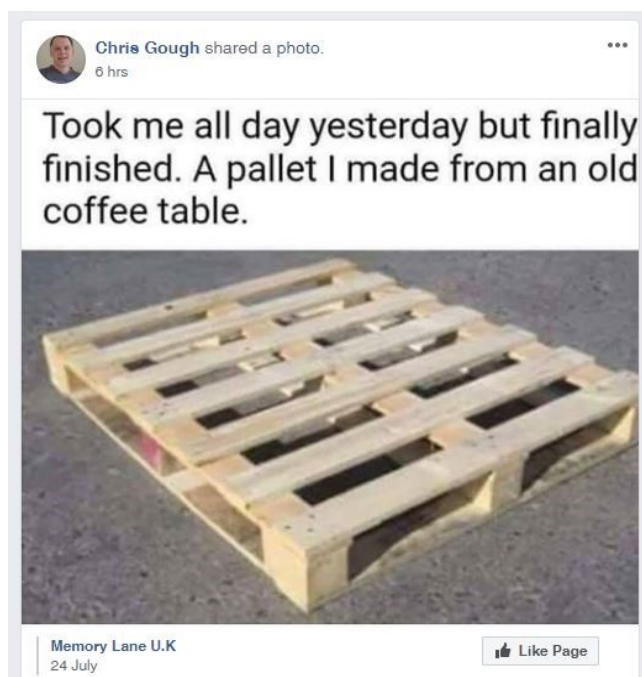 Chris Gough shared a photo.
6 hrs
Took me all day yesterday but finally
finished. A pallet I made from an old
coffee table.
Memory Lane U.K
24 July
Like Page